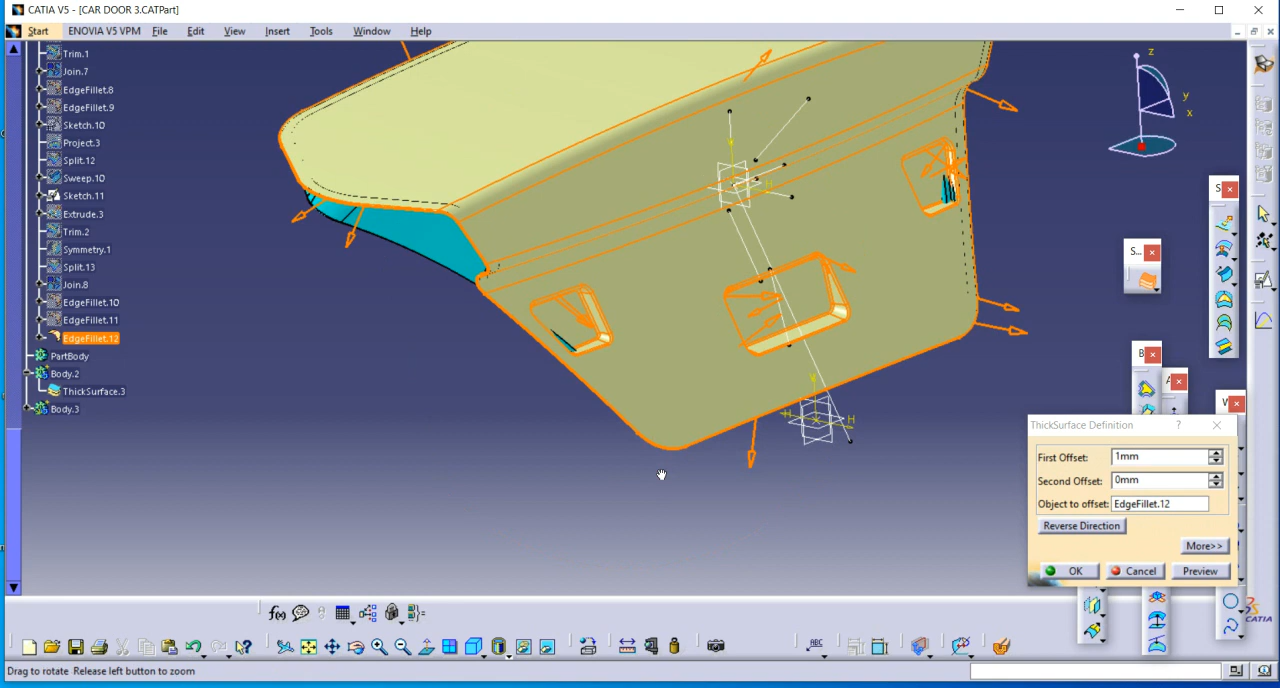 CATIA V5 - [CAR DOOR 3.CATPart]
Start ENOVIA V5 VPM File Edit View Insert Tools Window Help
Trim.1
Join.7
EdgeFillet.8
EdgeFillet.9
Sketch.10
Project.3
Split.12
Sweep.10
Sketch.11
Extrude.3
Trim.2
Symmetry.1
Split.13
Join.8
EdgeFillet.10
EdgeFillet.11
EdgeFillet.12
PartBody
Body.2
ThickSurface.3
Body.3
z
y
x
S...
B
ThickSurface Definition ?
First Offset: 1mm
Second Offset: 0mm
Object to offset: EdgeFillet.12
Reverse Direction
More>>
OK Cancel Preview
f(x)
ABC
CATIA
Drag to rotate Release left button to zoom